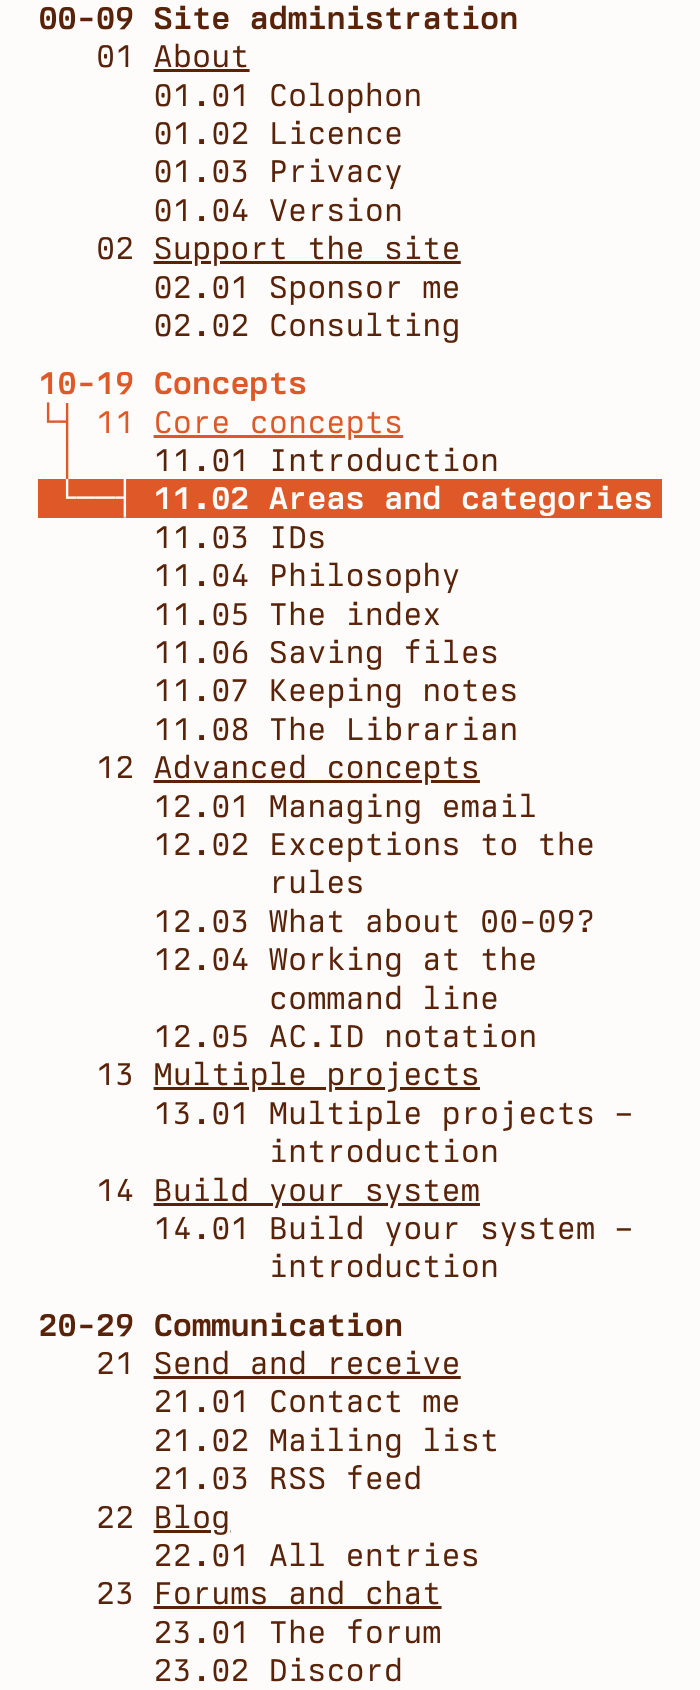 00-09 Site administration
01 About
01.01 Colophon
01.02 Licence
01.03 Privacy
01.04 Version
02 Support the site
02.01 Sponsor me
02.02 Consulting
10-19 Concepts
11 Core concepts
11.01 Introduction
11.02 Areas and categories
11.03 IDs
11.04 Philosophy
11.05 The index
11.06 Saving files
11.07 Keeping notes
11.08 The Librarian
12 Advanced concepts
12.01 Managing email
12.02 Exceptions to the
rules
12.03 What about 00-09?
12.04 Working at the
command line
12.05 AC.ID notation
13 Multiple projects
13.01 Multiple projects –
introduction
14 Build your system
14.01 Build your system –
introduction
20-29 Communication
21 Send and receive
21.01 Contact me
21.02 Mailing list
21.03 RSS feed
22 Blog
22.01 All entries
23 Forums and chat
23.01 The forum
23.02 Discord